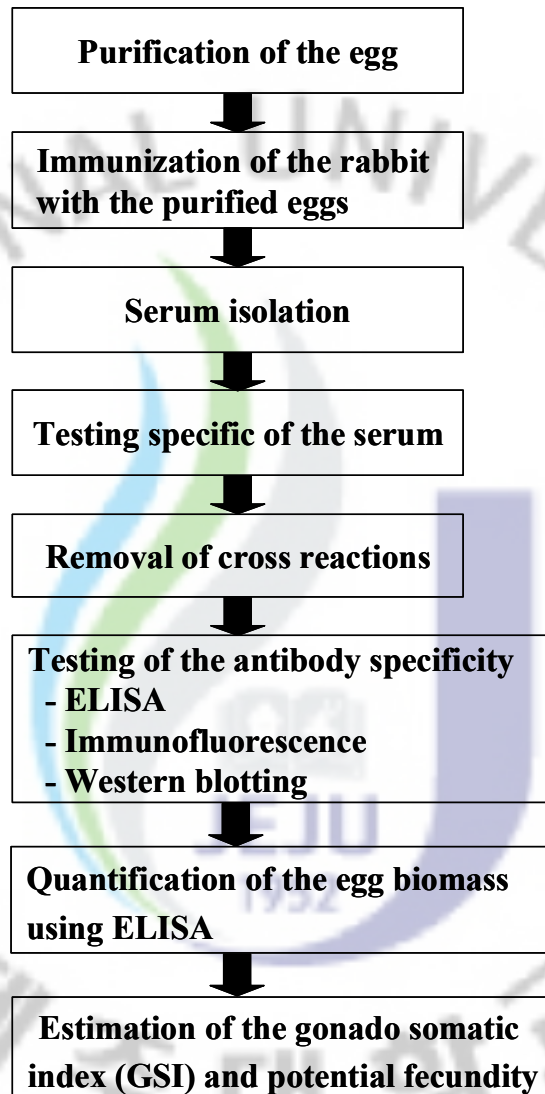 Purification of the egg
Immunization of the rabbit
with the purified eggs
Serum isolation
Testing specific of the serum
Removal of cross reactions
Testing of the antibody specificity
- ELISA
- Immunofluorescence
- Western blotting
JEJU
1952
Quantification of the egg biomass
using ELISA
Estimation of the gonado somatic
index (GSI) and potential fecundity